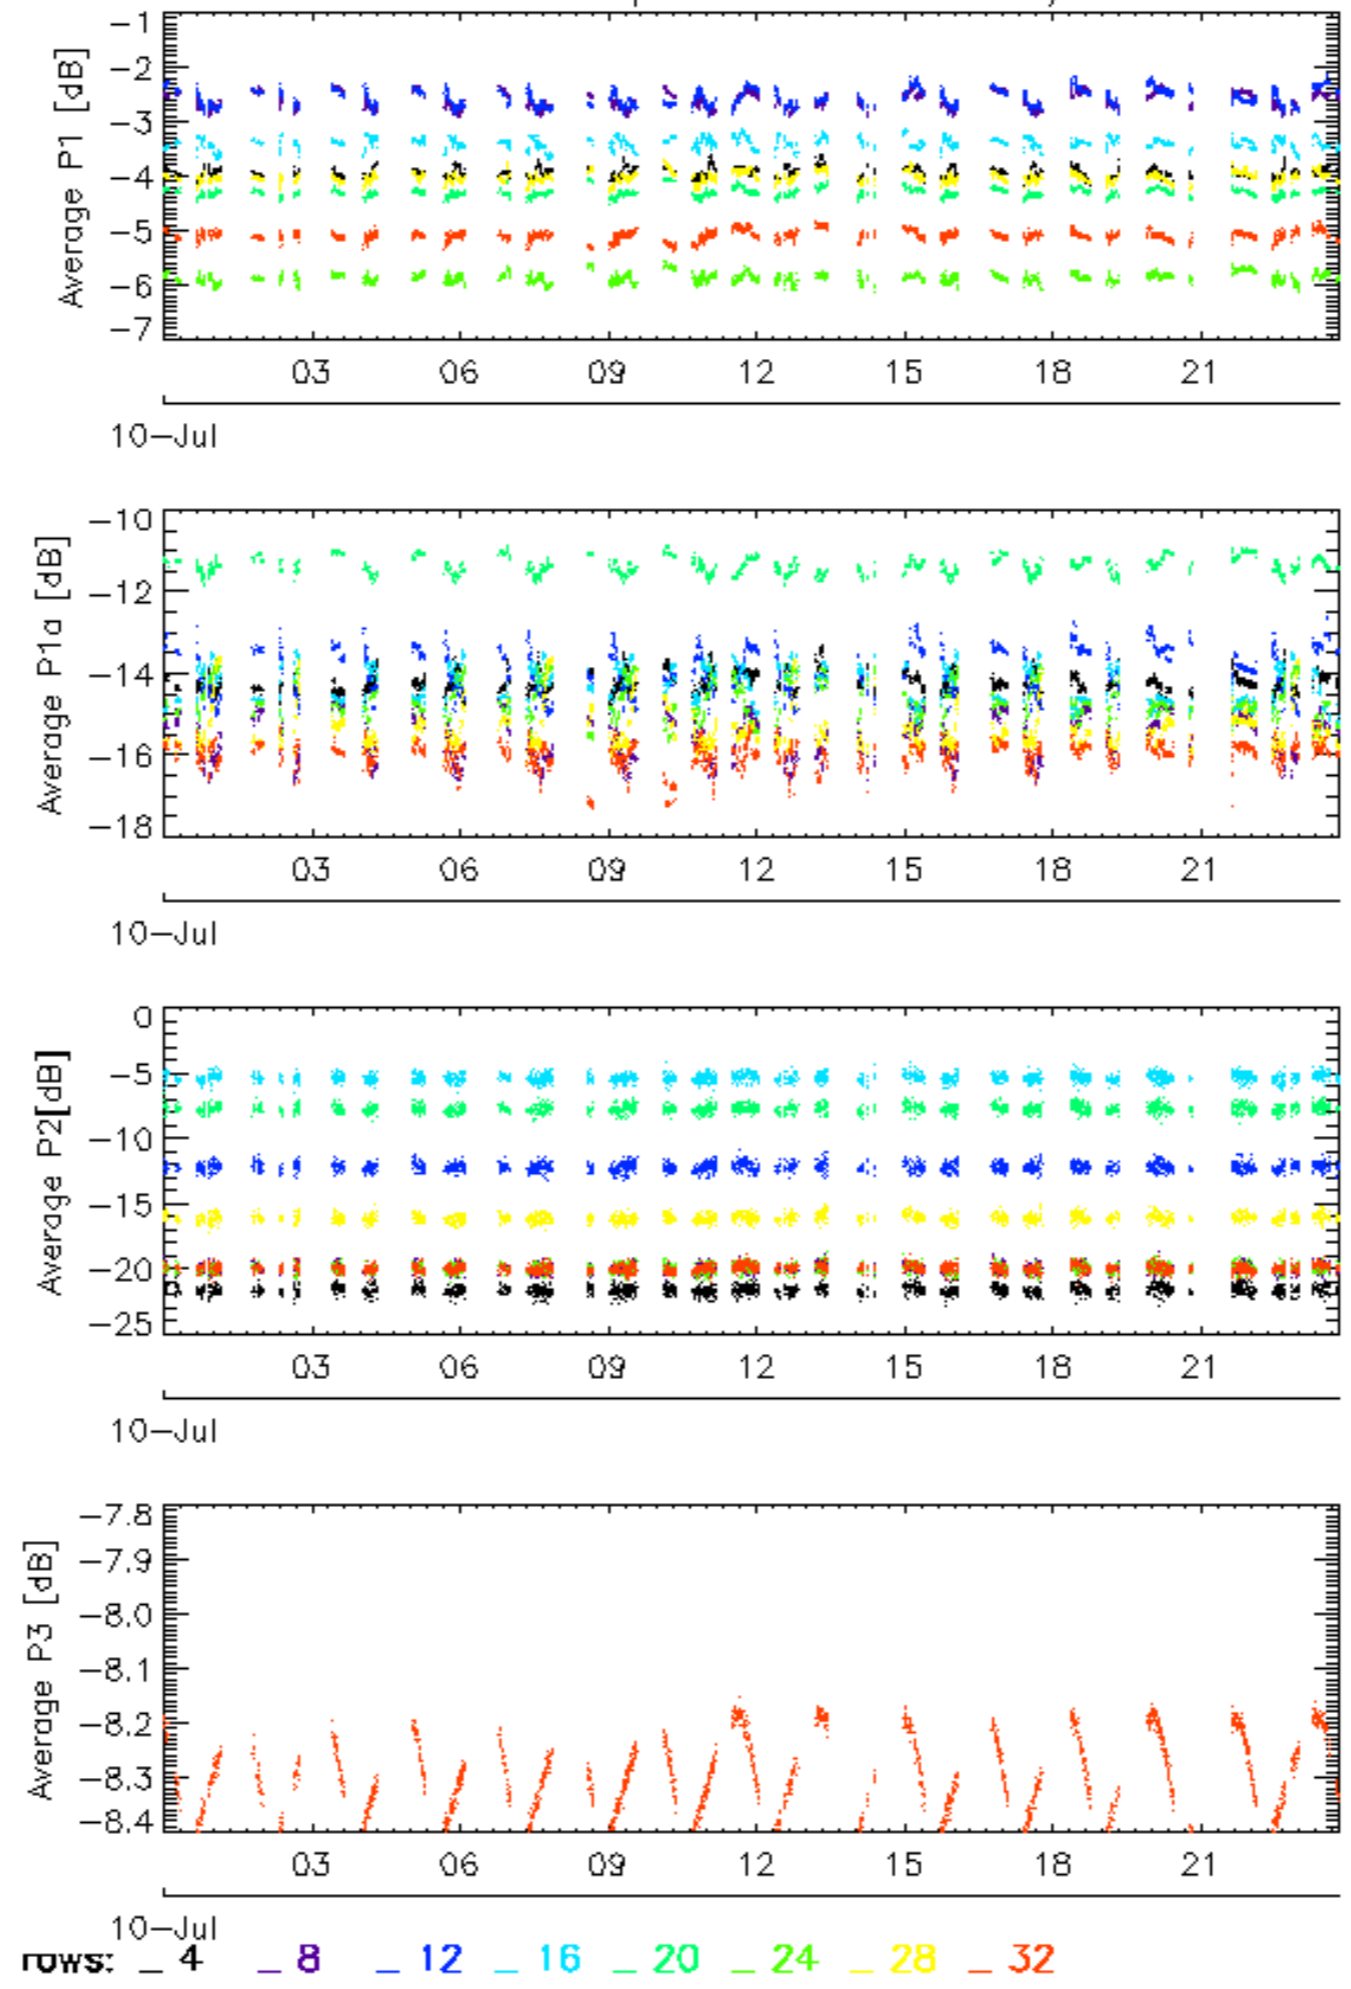 Average P1 [dB]
-1
-2
-3
-4
-5
-6
-7
03 06 09 12 15 18 21
10-Jul
Average P1a [dB]
-10
-12
-14
-16
-18
03 06 09 12 15 18 21
10-Jul
Average P2[dB]
0
-5
-10
-15
-20
-25
03 06 09 12 15 18 21
10-Jul
Average P3 [dB]
-7.8
-7.9
-8.0
-8.1
-8.2
-8.3
-8.4
03 06 09 12 15 18 21
10-Jul
rows: _ 4 _ 8 _ 12 _ 16 _ 20 _ 24 _ 28 _ 32